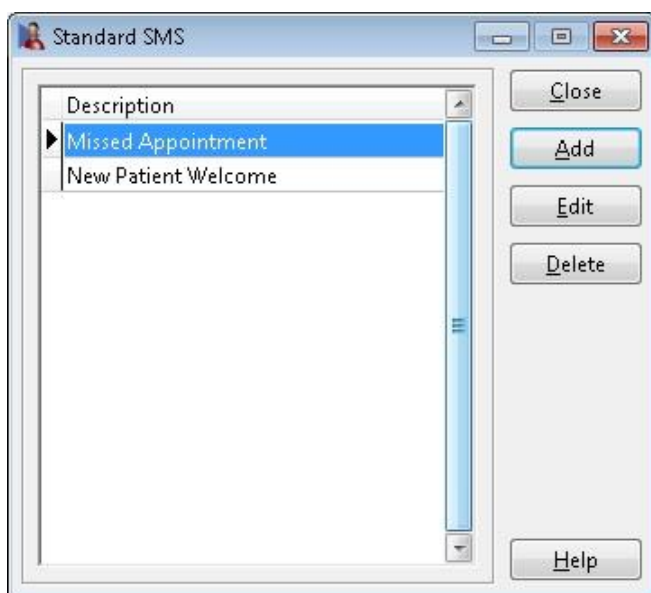 Standard SMS
Description
Missed Appointment
New Patient Welcome
Close
Add
Edit
Delete
Help